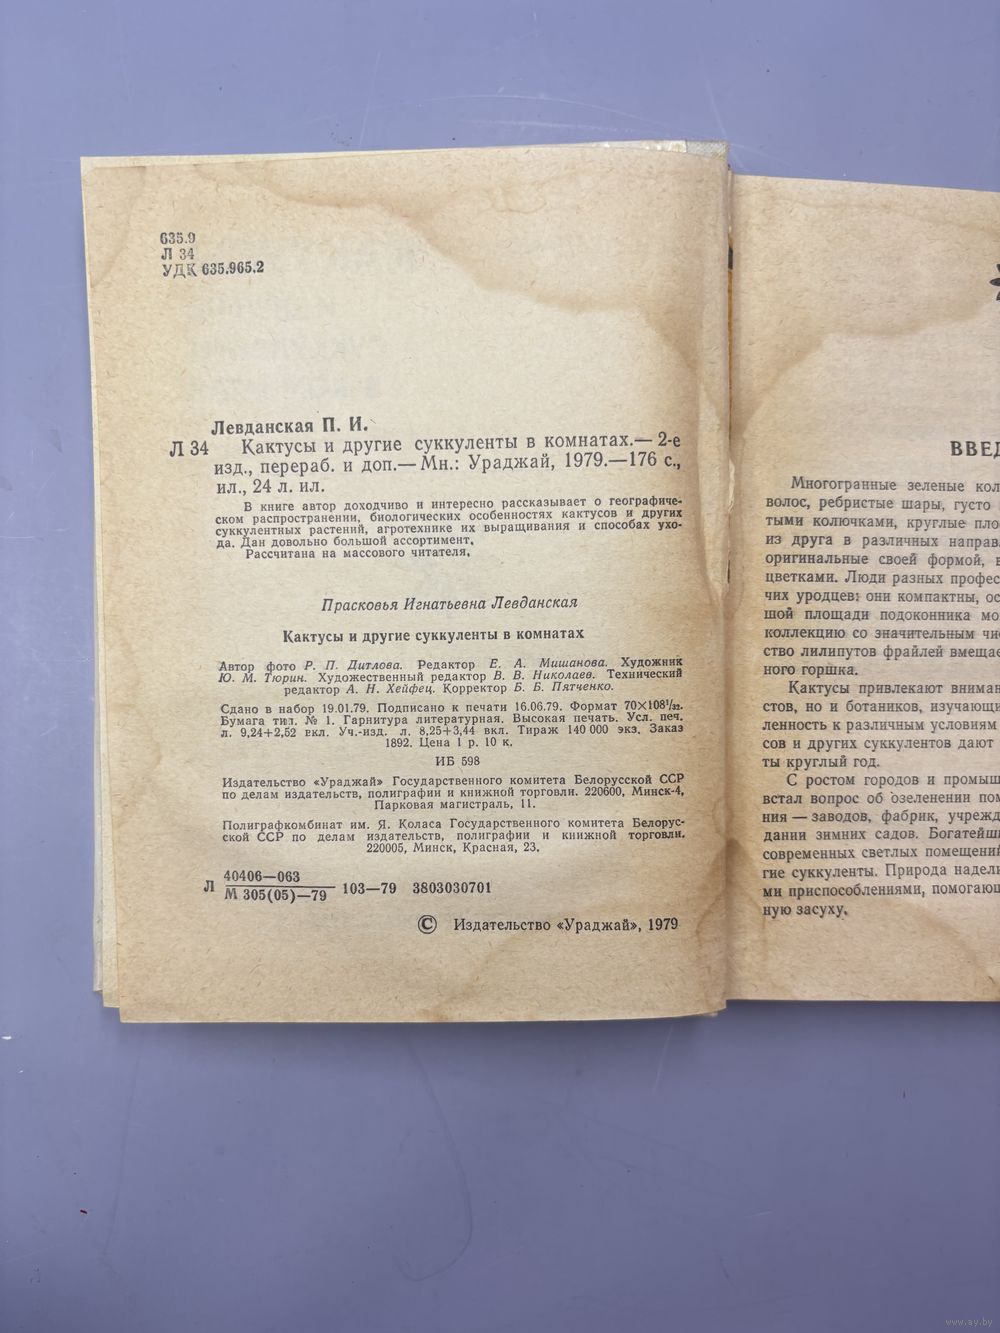 635.9
Л 34
УДК 635.965.2
Левданская П. И.
Л 34 Кактусы и другие суккуленты в комнатах.— 2-е
изд., перераб. и доп.— Мн.: Ураджай, 1979.—176 с.,
ил., 24 л. ил.
В книге автор доходчиво и интересно рассказывает о географиче-
ском распространении, биологических особенностях кактусов и других
суккулентных растений, агротехнике их выращивания и способах ухо-
да. Дан довольно большой ассортимент.
Рассчитана на массового читателя.
Прасковья Игнатьевна Левданская
Кактусы и другие суккуленты в комнатах
Автор фото Р. П. Дитлова. Редактор Е. А. Мишанова. Художник
Ю. М. Тюрин. Художественный редактор В. В. Николаев. Технический
редактор А. Н. Хейфец. Корректор Б. Б. Пятченко.
Сдано в набор 19.01.79. Подписано к печати 16.06.79. Формат 70×108¹/₃₂.
Бумага тип. № 1. Гарнитура литературная. Высокая печать. Усл. печ.
л. 9,24+2,52 вкл. Уч.-изд. л. 8,25+3,44 вкл. Тираж 140 000 экз. Заказ
1892. Цена 1 р. 10 к.
ИБ 598
Издательство «Ураджай» Государственного комитета Белорусской ССР
по делам издательств, полиграфии и книжной торговли. 220600, Минск-4,
Парковая магистраль, 11.
Полиграфкомбинат им. Я. Коласа Государственного комитета Белорус-
ской ССР по делам издательств, полиграфии и книжной торговли.
220005, Минск, Красная, 23.
40406—063
Л М 305(05)—79 103—79 3803030701
© Издательство «Ураджай», 1979
ВВЕД
Многогранные зеленые кол
волос, ребристые шары, густо
тыми колючками, круглые пло
из друга в различных направ
оригинальные своей формой, в
цветками. Люди разных профес
чих уродцев: они компактны, ос
шой площади подоконника мо
коллекцию со значительным чи
ство лилипутов фрайлей вмещае
ного горшка.
Кактусы привлекают вниман
стов, но и ботаников, изучающи
ленность к различным условиям
сов и других суккулентов дают
ты круглый год.
С ростом городов и промыш
встал вопрос об озеленении пом
ния — заводов, фабрик, учрежд
дании зимних садов. Богатейши
современных светлых помещений
гие суккуленты. Природа надели
ми приспособлениями, помогающ
ную засуху.
www.ay.by